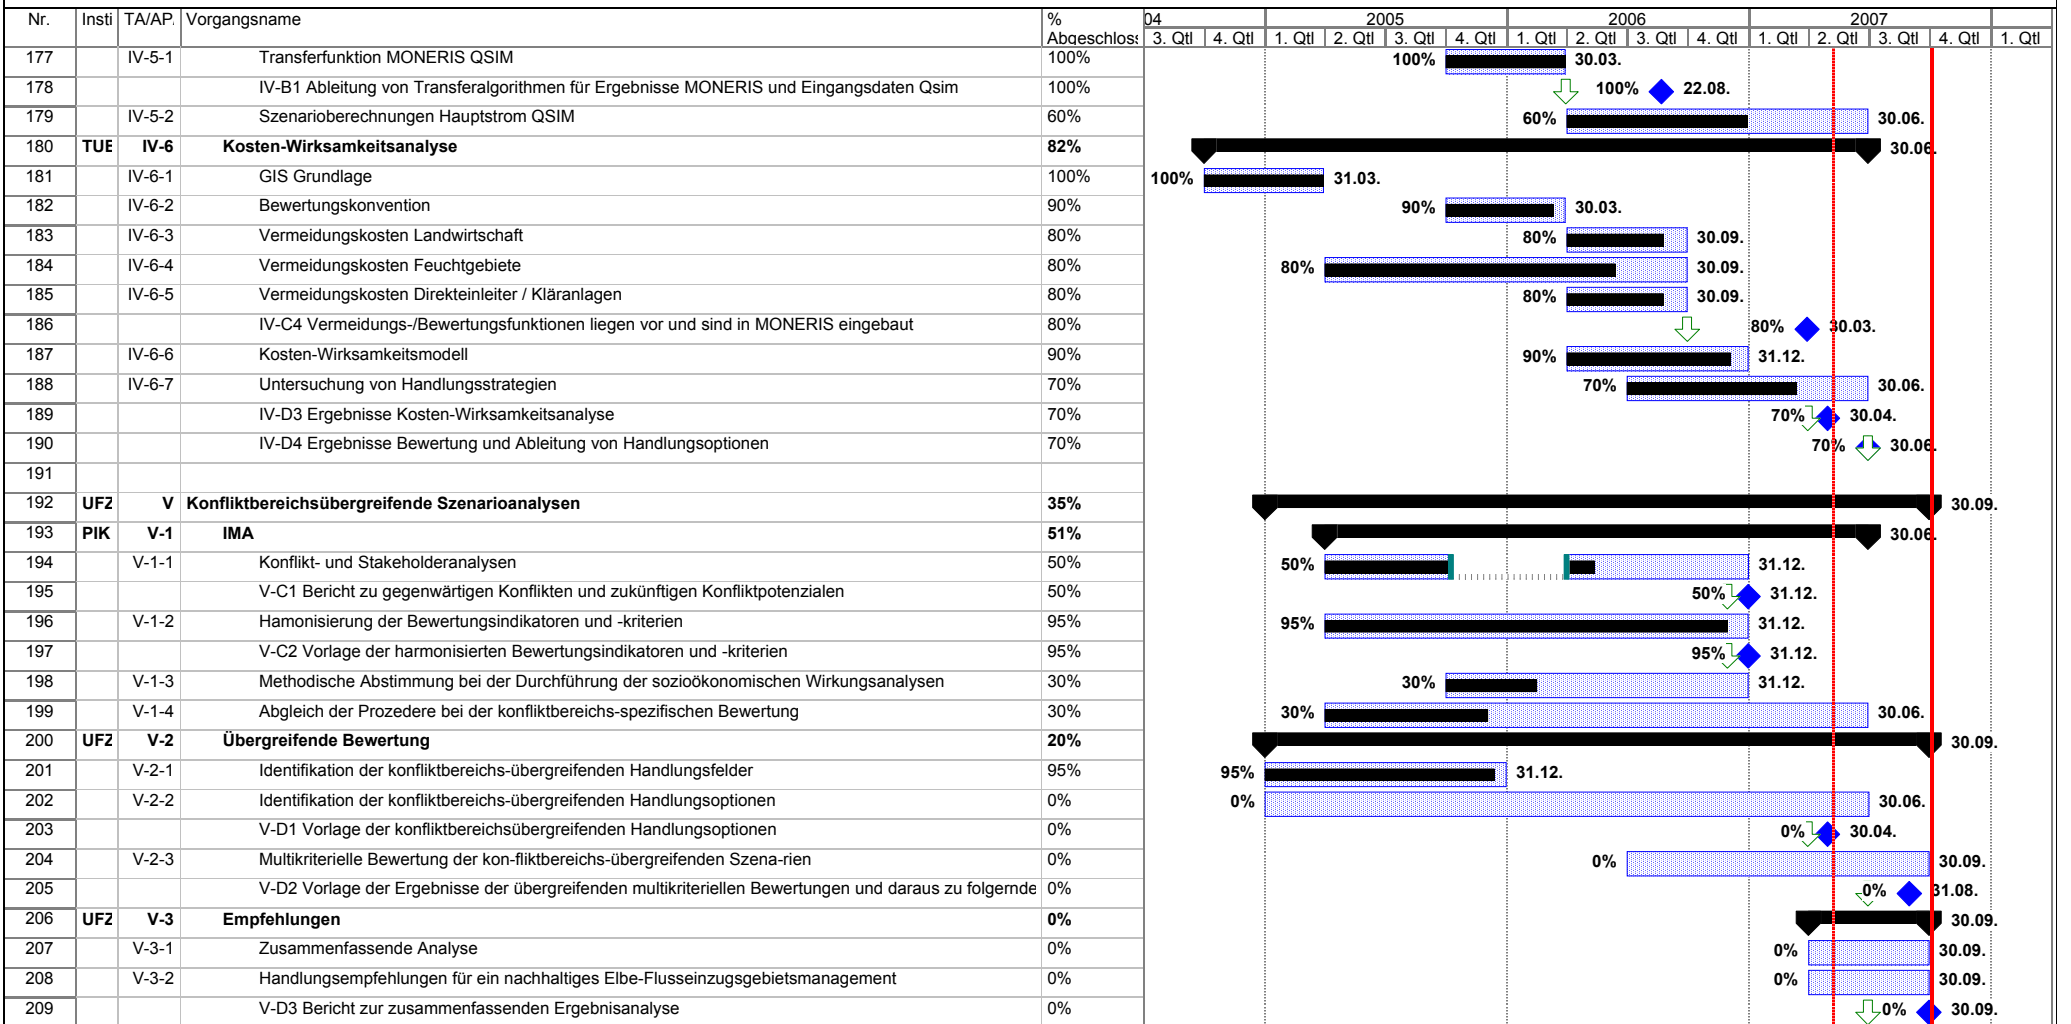 Nr. Insti TA/AP. Vorgangsname % Abgeschloss 04 2005 2006 2007
3. Qtl 4. Qtl 1. Qtl 2. Qtl 3. Qtl 4. Qtl 1. Qtl 2. Qtl 3. Qtl 4. Qtl 1. Qtl 2. Qtl 3. Qtl 4. Qtl 1. Qtl
177 IV-5-1 Transferfunktion MONERIS QSIM 100% 100% 30.03.
178 IV-B1 Ableitung von Transferalgorithmen für Ergebnisse MONERIS und Eingangsdaten Qsim 100% 100% 22.08.
179 IV-5-2 Szenarioberechnungen Hauptstrom QSIM 60% 60% 30.06.
180 TUE IV-6 Kosten-Wirksamkeitsanalyse 82% 30.06.
181 IV-6-1 GIS Grundlage 100% 100% 31.03.
182 IV-6-2 Bewertungskonvention 90% 90% 30.03.
183 IV-6-3 Vermeidungskosten Landwirtschaft 80% 80% 30.09.
184 IV-6-4 Vermeidungskosten Feuchtgebiete 80% 80% 30.09.
185 IV-6-5 Vermeidungskosten Direkteinleiter / Kläranlagen 80% 80% 30.09.
186 IV-C4 Vermeidungs-/Bewertungsfunktionen liegen vor und sind in MONERIS eingebaut 80% 80% 30.03.
187 IV-6-6 Kosten-Wirksamkeitsmodell 90% 90% 31.12.
188 IV-6-7 Untersuchung von Handlungsstrategien 70% 70% 30.06.
189 IV-D3 Ergebnisse Kosten-Wirksamkeitsanalyse 70% 70% 30.04.
190 IV-D4 Ergebnisse Bewertung und Ableitung von Handlungsoptionen 70% 70% 30.06.
191
192 UFZ V Konfliktbereichsübergreifende Szenarioanalysen 35% 30.09.
193 PIK V-1 IMA 51% 30.06.
194 V-1-1 Konflikt- und Stakeholderanalysen 50% 50% 31.12.
195 V-C1 Bericht zu gegenwärtigen Konflikten und zukünftigen Konfliktpotenzialen 50% 50% 31.12.
196 V-1-2 Hamonisierung der Bewertungsindikatoren und -kriterien 95% 95% 31.12.
197 V-C2 Vorlage der harmonisierten Bewertungsindikatoren und -kriterien 95% 95% 31.12.
198 V-1-3 Methodische Abstimmung bei der Durchführung der sozioökonomischen Wirkungsanalysen 30% 30% 31.12.
199 V-1-4 Abgleich der Prozedere bei der konfliktbereichs-spezifischen Bewertung 30% 30% 30.06.
200 UFZ V-2 Übergreifende Bewertung 20% 30.09.
201 V-2-1 Identifikation der konfliktbereichs-übergreifenden Handlungsfelder 95% 95% 31.12.
202 V-2-2 Identifikation der konfliktbereichs-übergreifenden Handlungsoptionen 0% 0% 30.06.
203 V-D1 Vorlage der konfliktbereichsübergreifenden Handlungsoptionen 0% 0% 30.04.
204 V-2-3 Multikriterielle Bewertung der kon-fliktbereichs-übergreifenden Szena-rien 0% 0% 30.09.
205 V-D2 Vorlage der Ergebnisse der übergreifenden multikriteriellen Bewertungen und daraus zu folgernde 0% 0% 31.08.
206 UFZ V-3 Empfehlungen 0% 30.09.
207 V-3-1 Zusammenfassende Analyse 0% 0% 30.09.
208 V-3-2 Handlungsempfehlungen für ein nachhaltiges Elbe-Flusseinzugsgebietsmanagement 0% 0% 30.09.
209 V-D3 Bericht zur zusammenfassenden Ergebnisanalyse 0% 0% 30.09.